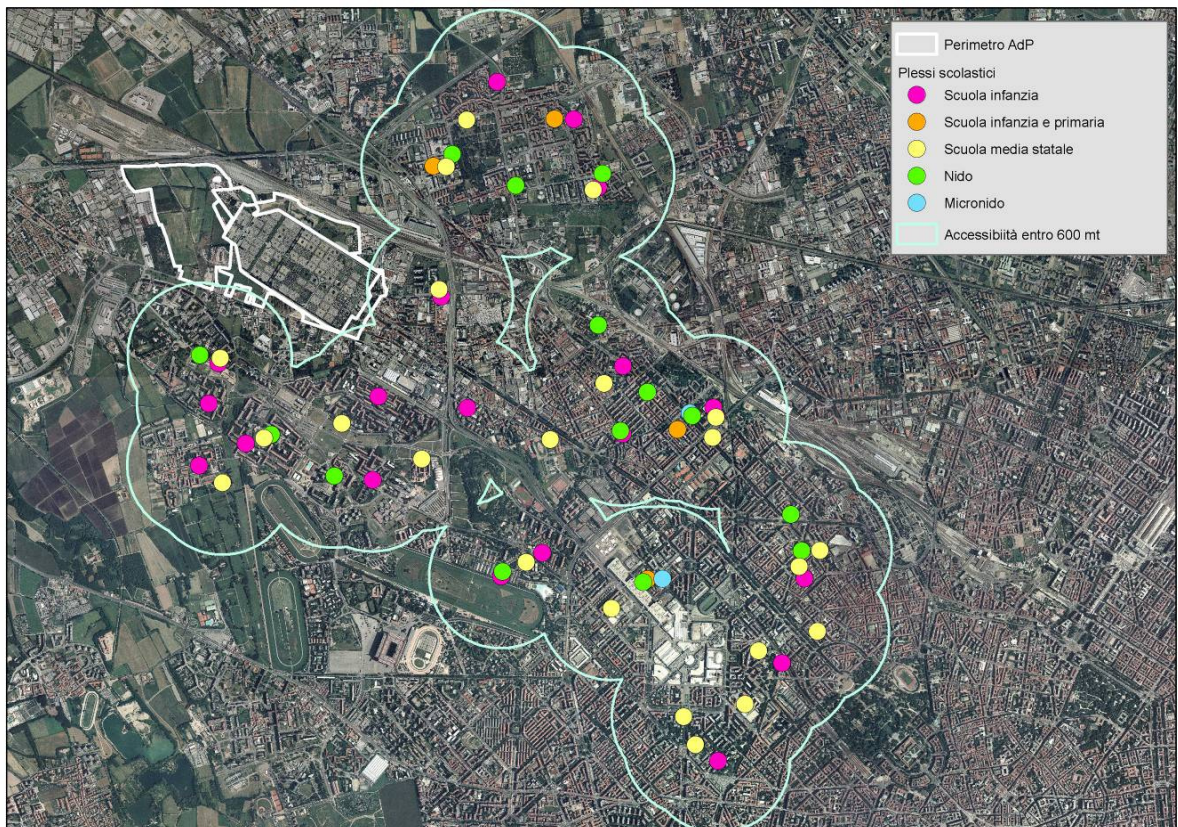 Perimetro AdP
Plessi scolastici
Scuola infanzia
Scuola infanzia e primaria
Scuola media statale
Nido
Micronido
Accessibiità entro 600 mt